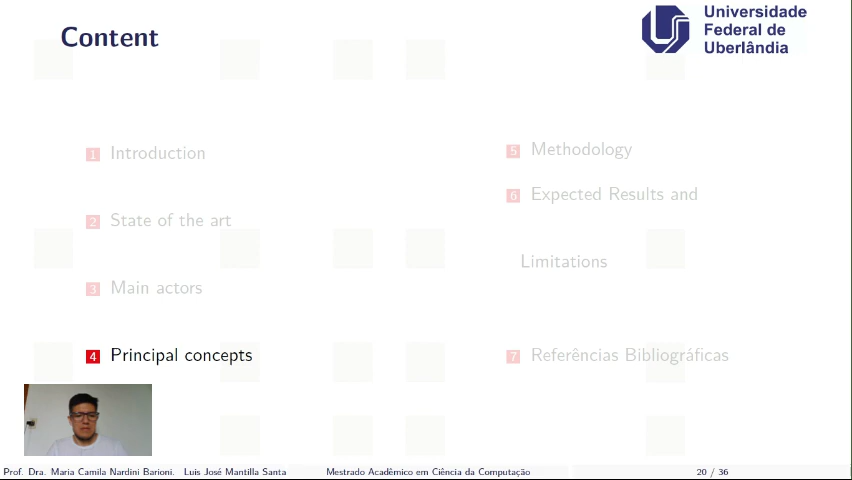 Content
Universidade
Federal de
Uberlândia
1 Introduction
2 State of the art
3 Main actors
4 Principal concepts
5 Methodology
6 Expected Results and
Limitations
7 Referências Bibliográficas
Prof. Dra. Maria Camila Nardini Barioni. Luis José Mantilla Santa Mestrado Acadêmico em Ciência da Computação 20 / 36